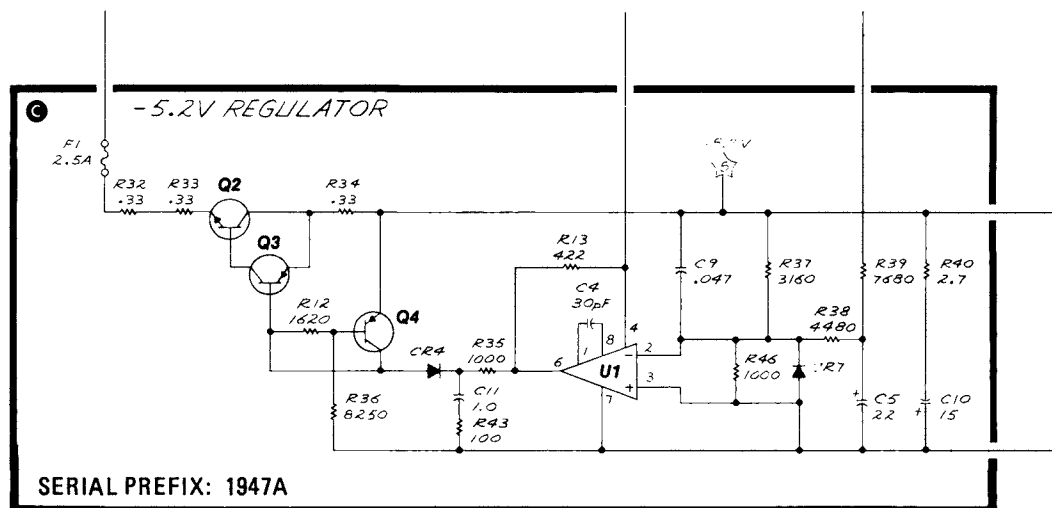 C -5.2V REGULATOR
F1
2.5A
R32
.33
R33
.33
Q2
R34
.33
Q3
R12
1620
Q4
R36
8250
CR4
R35
1000
C11
1.0
R43
100
R13
422
C4
30pF
1
8
4
6
U1
2
3
7
C9
.047
R37
3160
R46
1000
R38
4480
R39
7680
R40
2.7
C5
22
C10
15
+
+
-
+
5
SERIAL PREFIX: 1947A